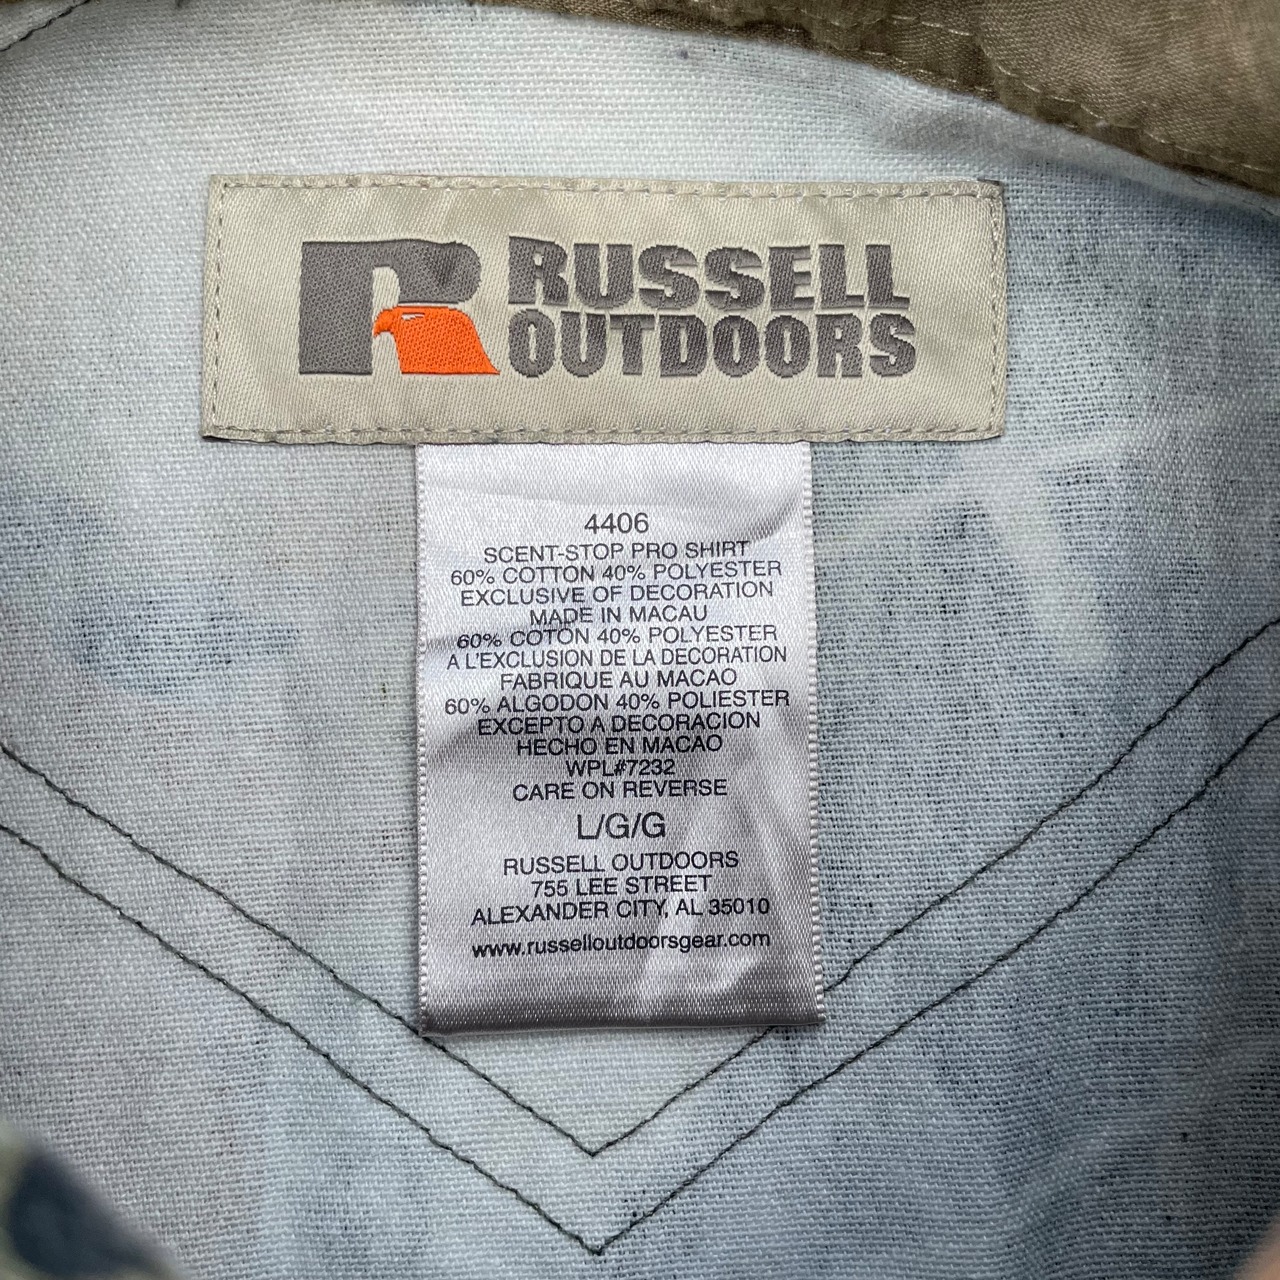 RUSSELL
OUTDOORS
4406
SCENT-STOP PRO SHIRT
60% COTTON 40% POLYESTER
EXCLUSIVE OF DECORATION
MADE IN MACAU
60% COTON 40% POLYESTER
A L'EXCLUSION DE LA DECORATION
FABRIQUE AU MACAO
60% ALGODON 40% POLIESTER
EXCEPTO A DECORACION
HECHO EN MACAO
WPL#7232
CARE ON REVERSE
L/G/G
RUSSELL OUTDOORS
755 LEE STREET
ALEXANDER CITY, AL 35010
www.russelloutdoorsgear.com